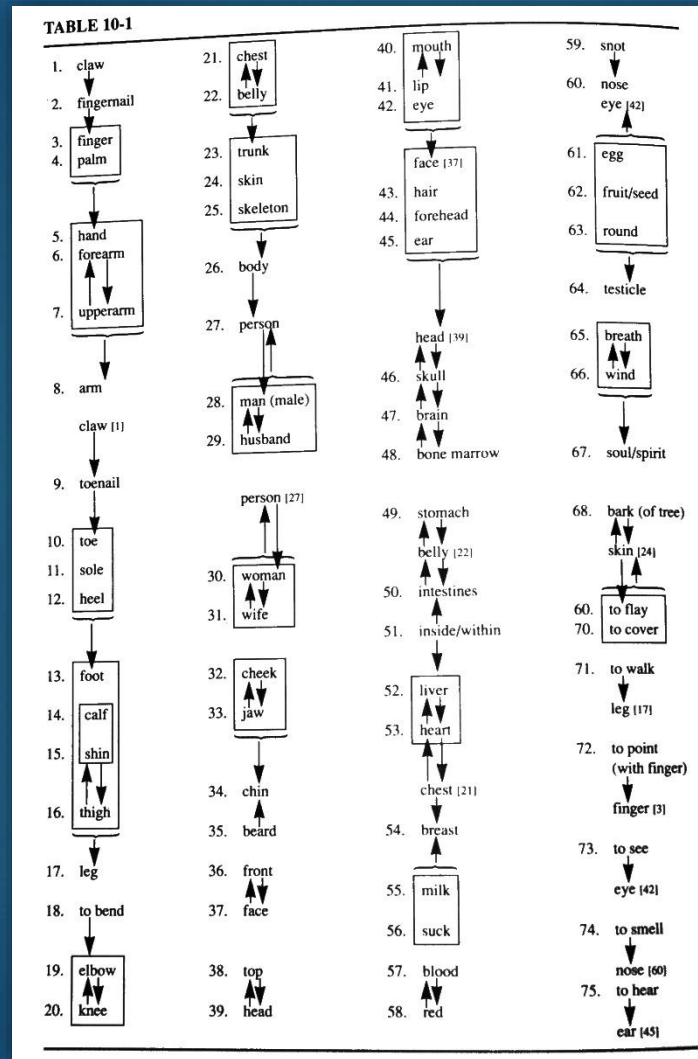 TABLE 10-1
1. claw
2. fingernail
3. finger
4. palm
5. hand
6. forearm
7. upperarm
8. arm
claw [1]
9. toenail
10. toe
11. sole
12. heel
13. foot
14. calf
15. shin
16. thigh
17. leg
18. to bend
19. elbow
20. knee
21. chest
22. belly
23. trunk
24. skin
25. skeleton
26. body
27. person
28. man (male)
29. husband
person [27]
30. woman
31. wife
32. cheek
33. jaw
34. chin
35. beard
36. front
37. face
38. top
39. head
40. mouth
41. lip
42. eye
face [37]
43. hair
44. forehead
45. ear
head [39]
46. skull
47. brain
48. bone marrow
49. stomach
belly [22]
50. intestines
51. inside/within
52. liver
53. heart
chest [21]
54. breast
55. milk
56. suck
57. blood
58. red
59. snot
60. nose
eye [42]
61. egg
62. fruit/seed
63. round
64. testicle
65. breath
66. wind
67. soul/spirit
68. bark (of tree)
skin [24]
60. to flay
70. to cover
71. to walk
leg [17]
72. to point
(with finger)
finger [3]
73. to see
eye [42]
74. to smell
nose [60]
75. to hear
ear [45]